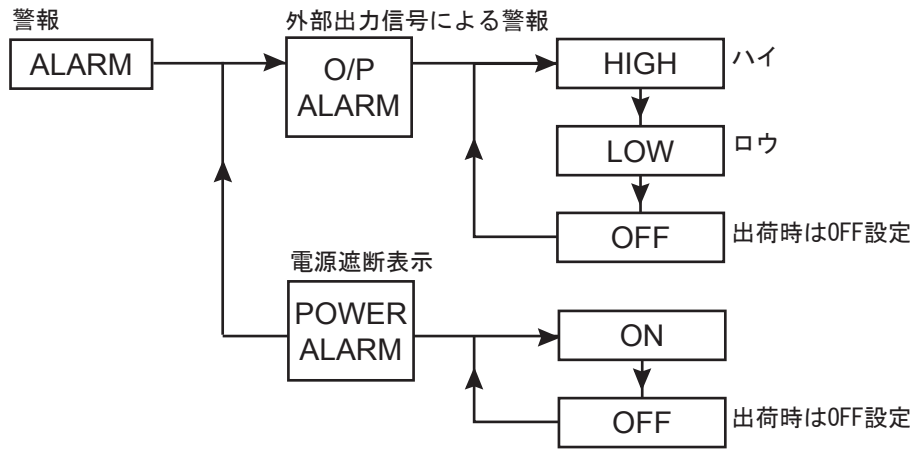 警報
ALARM
外部出力信号による警報
O/P
ALARM
HIGH
ハイ
LOW
ロウ
OFF
出荷時はOFF設定
電源遮断表示
POWER
ALARM
ON
OFF
出荷時はOFF設定